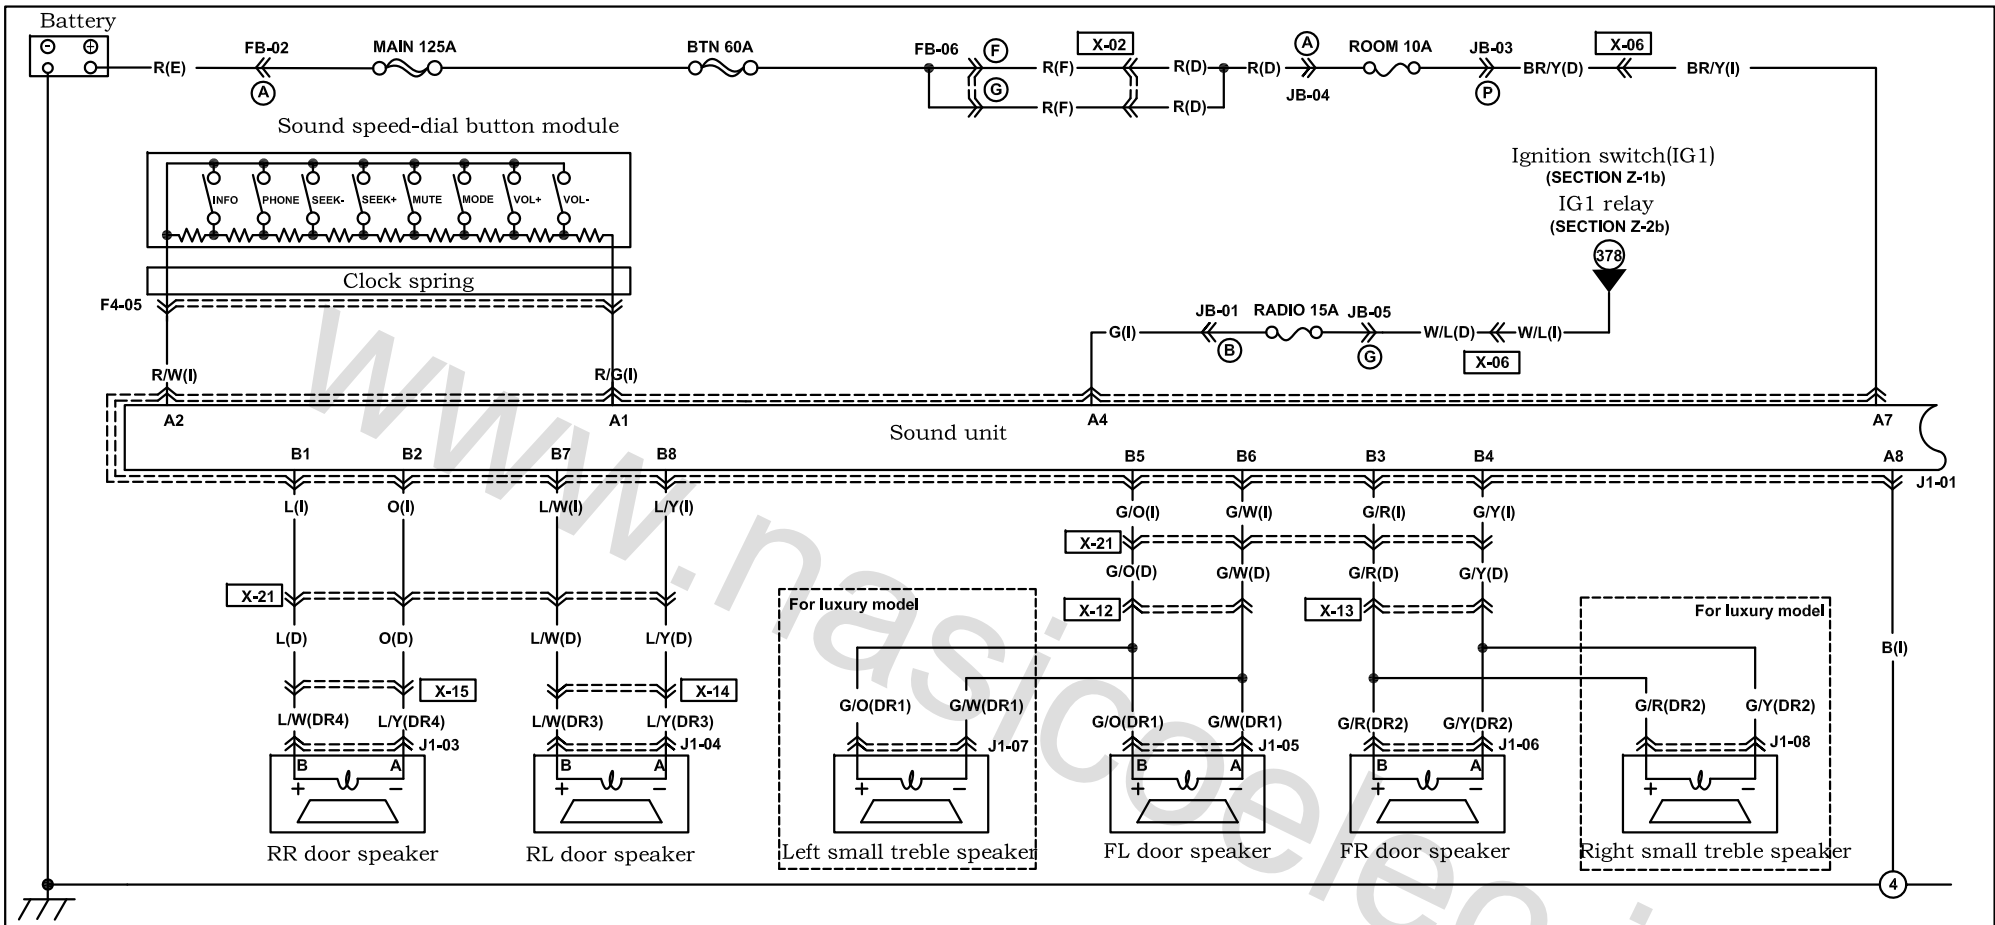 Battery
FB-02 MAIN 125A BTN 60A FB-06 F X-02 A ROOM 10A JB-03 X-06
R(E) R(F) R(D) R(D) BR/Y(D) BR/Y(I)
A G JB-04 P
R(F) R(D)
Sound speed-dial button module
INFO PHONE SEEK- SEEK+ MUTE MODE VOL+ VOL-
Ignition switch(IG1)
(SECTION Z-1b)
IG1 relay
(SECTION Z-2b)
378
Clock spring
F4-05
JB-01 RADIO 15A JB-05
G(I) W/L(D) W/L(I)
B G X-06
R/W(I) R/G(I)
A2 A1 A4 A7
Sound unit
B1 B2 B7 B8 B5 B6 B3 B4 A8
J1-01
L(I) O(I) L/W(I) L/Y(I) G/O(I) G/W(I) G/R(I) G/Y(I)
X-21
G/O(D) G/W(D) G/R(D) G/Y(D)
X-21
For luxury model X-12 X-13 For luxury model
L(D) O(D) L/W(D) L/Y(D) B(I)
X-15 X-14
G/O(DR1) G/W(DR1) G/R(DR2) G/Y(DR2)
L/W(DR4) L/Y(DR4) L/W(DR3) L/Y(DR3) G/O(DR1) G/W(DR1) G/R(DR2) G/Y(DR2)
J1-03 J1-04 J1-07 J1-05 J1-06 J1-08
B A B A B A B A
+ − + − + − + − + − + −
RR door speaker RL door speaker Left small treble speaker FL door speaker FR door speaker Right small treble speaker
4
www.nasicoelec.i